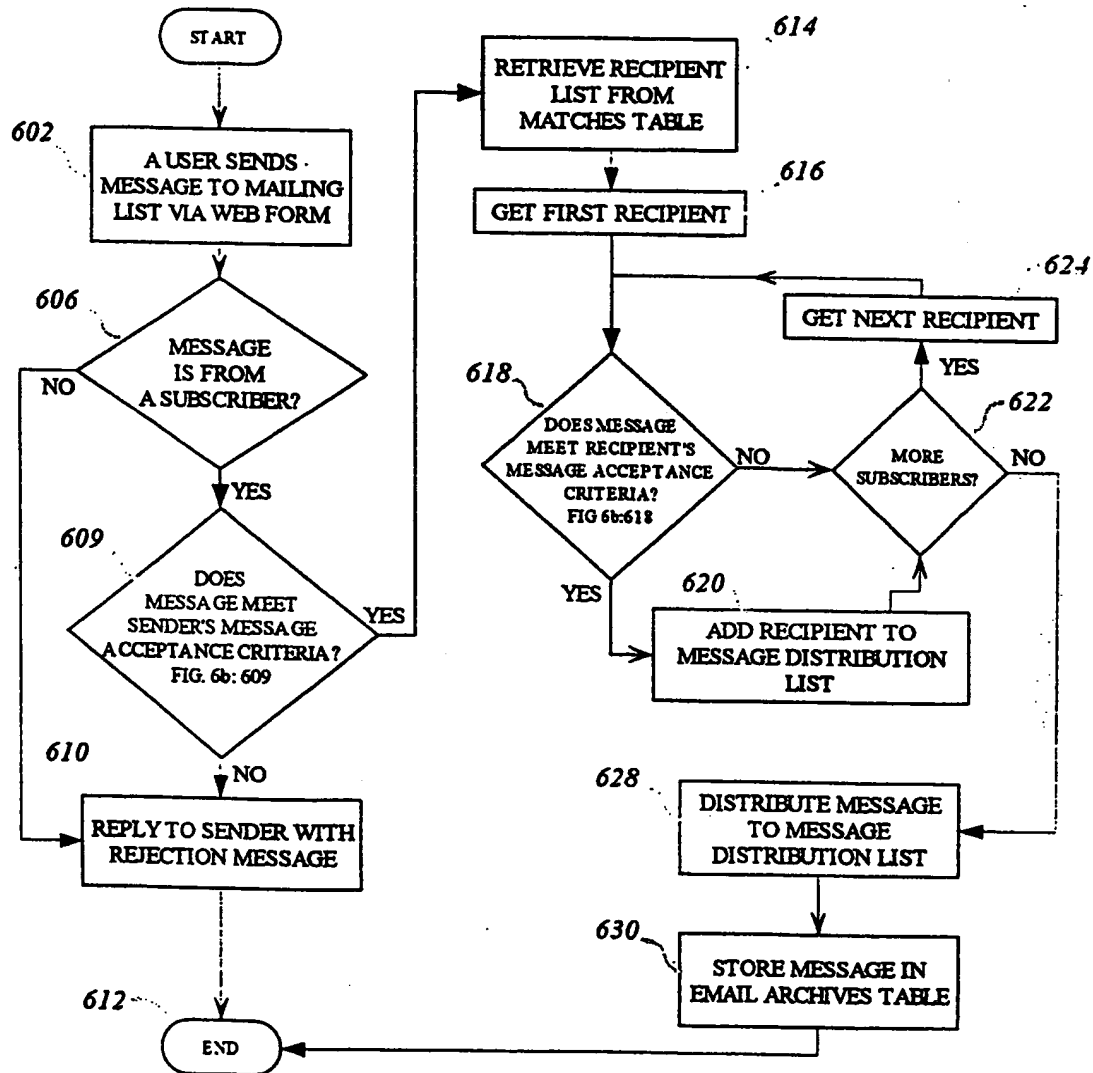 START
602
A USER SENDS
MESSAGE TO MAILING
LIST VIA WEB FORM
606
MESSAGE
IS FROM
A SUBSCRIBER?
NO
YES
609
DOES
MESSAGE MEET
SENDER'S MESSAGE
ACCEPTANCE CRITERIA?
FIG. 6b: 609
YES
NO
610
REPLY TO SENDER WITH
REJECTION MESSAGE
612
END
614
RETRIEVE RECIPIENT
LIST FROM
MATCHES TABLE
616
GET FIRST RECIPIENT
624
GET NEXT RECIPIENT
YES
618
DOES MESSAGE
MEET RECIPIENT'S
MESSAGE ACCEPTANCE
CRITERIA?
FIG 6b:618
NO
YES
622
MORE
SUBSCRIBERS?
NO
620
ADD RECIPIENT TO
MESSAGE DISTRIBUTION
LIST
628
DISTRIBUTE MESSAGE
TO MESSAGE
DISTRIBUTION LIST
630
STORE MESSAGE IN
EMAIL ARCHIVES TABLE